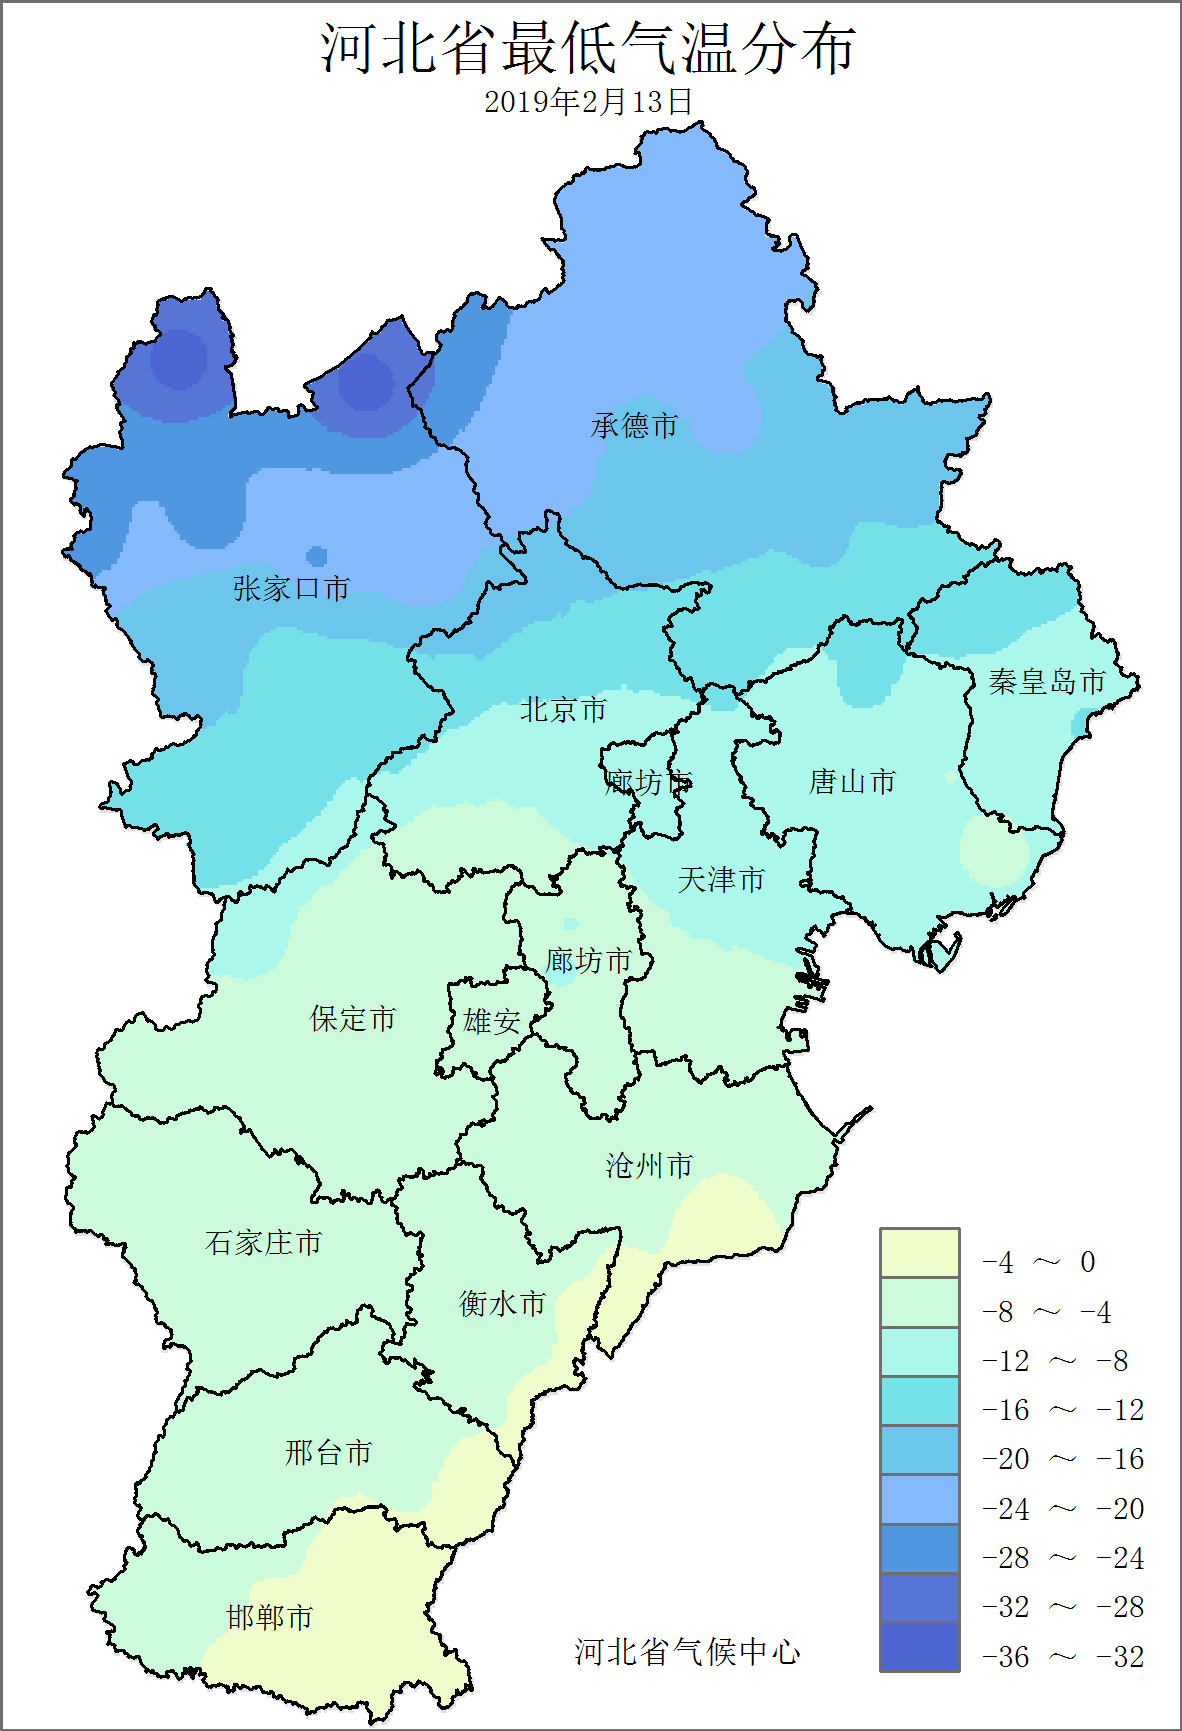 河北省最低气温分布
2019年2月13日
承德市
张家口市
秦皇岛市
北京市
廊坊市
唐山市
天津市
廊坊市
保定市
雄安
沧州市
石家庄市
衡水市
邢台市
邯郸市
-4 ～ 0
-8 ～ -4
-12 ～ -8
-16 ～ -12
-20 ～ -16
-24 ～ -20
-28 ～ -24
-32 ～ -28
-36 ～ -32
河北省气候中心